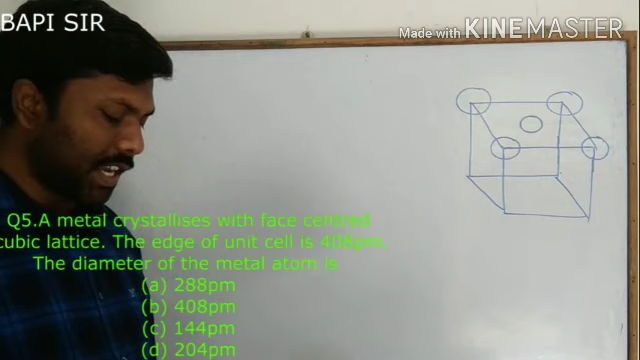 BAPI SIR
Made with KINEMASTER
Q5.A metal crystallises with face centred
cubic lattice. The edge of unit cell is 408pm.
The diameter of the metal atom is
(a) 288pm
(b) 408pm
(c) 144pm
(d) 204pm